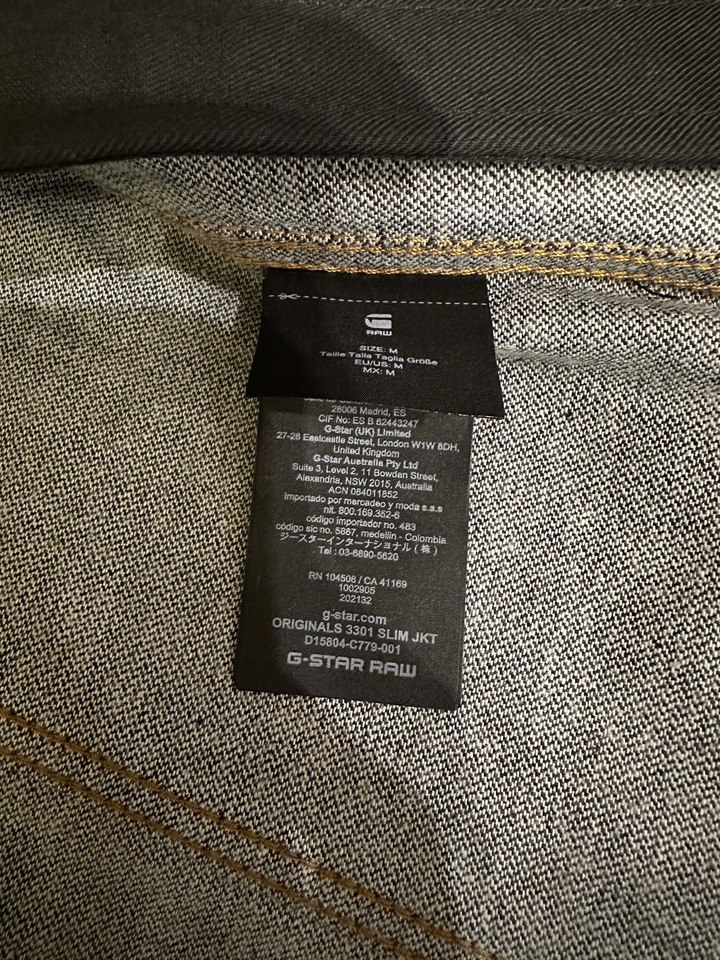 RAW
SIZE: M
Taille Talla Taglia Größe
EU/US: M
MX: M
28006 Madrid, ES
CIF No: ES B 82443247
G-Star (UK) Limited
27-28 Eastcastle Street, London W1W 8DH,
United Kingdom
G-Star Australia Pty Ltd
Suite 3, Level 2, 11 Bowden Street,
Alexandria, NSW 2015, Australia
ACN 084011852
importado por mercadeo y moda s.a.s
nit. 800.169.352-6
código importador no. 483
código sic no. 5887, medellin - Colombia
ジースターインターナショナル(株)
Tel : 03-6890-5620
RN 104506 / CA 41169
1002905
202132
g-star.com
ORIGINALS 3301 SLIM JKT
D15804-C779-001
G-STAR RAW